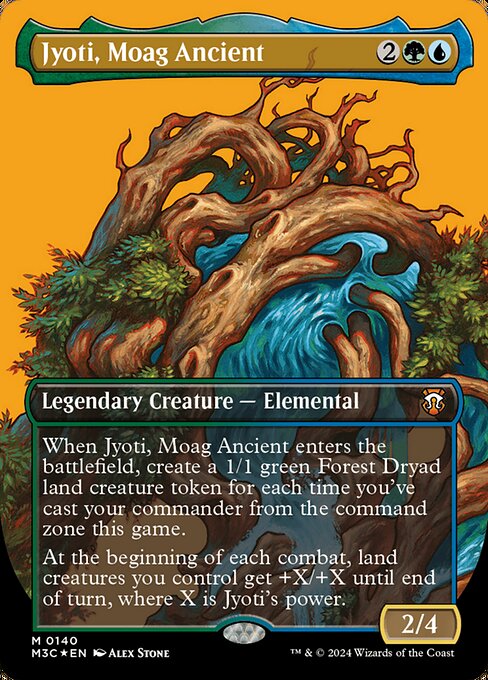 Jyoti, Moag Ancient 2
Legendary Creature — Elemental
When Jyoti, Moag Ancient enters the
battlefield, create a 1/1 green Forest Dryad
land creature token for each time you've
cast your commander from the command
zone this game.
At the beginning of each combat, land
creatures you control get +X/+X until end
of turn, where X is Jyoti's power.
2/4
M 0140
M3C★EN Alex Stone
™ & © 2024 Wizards of the Coast